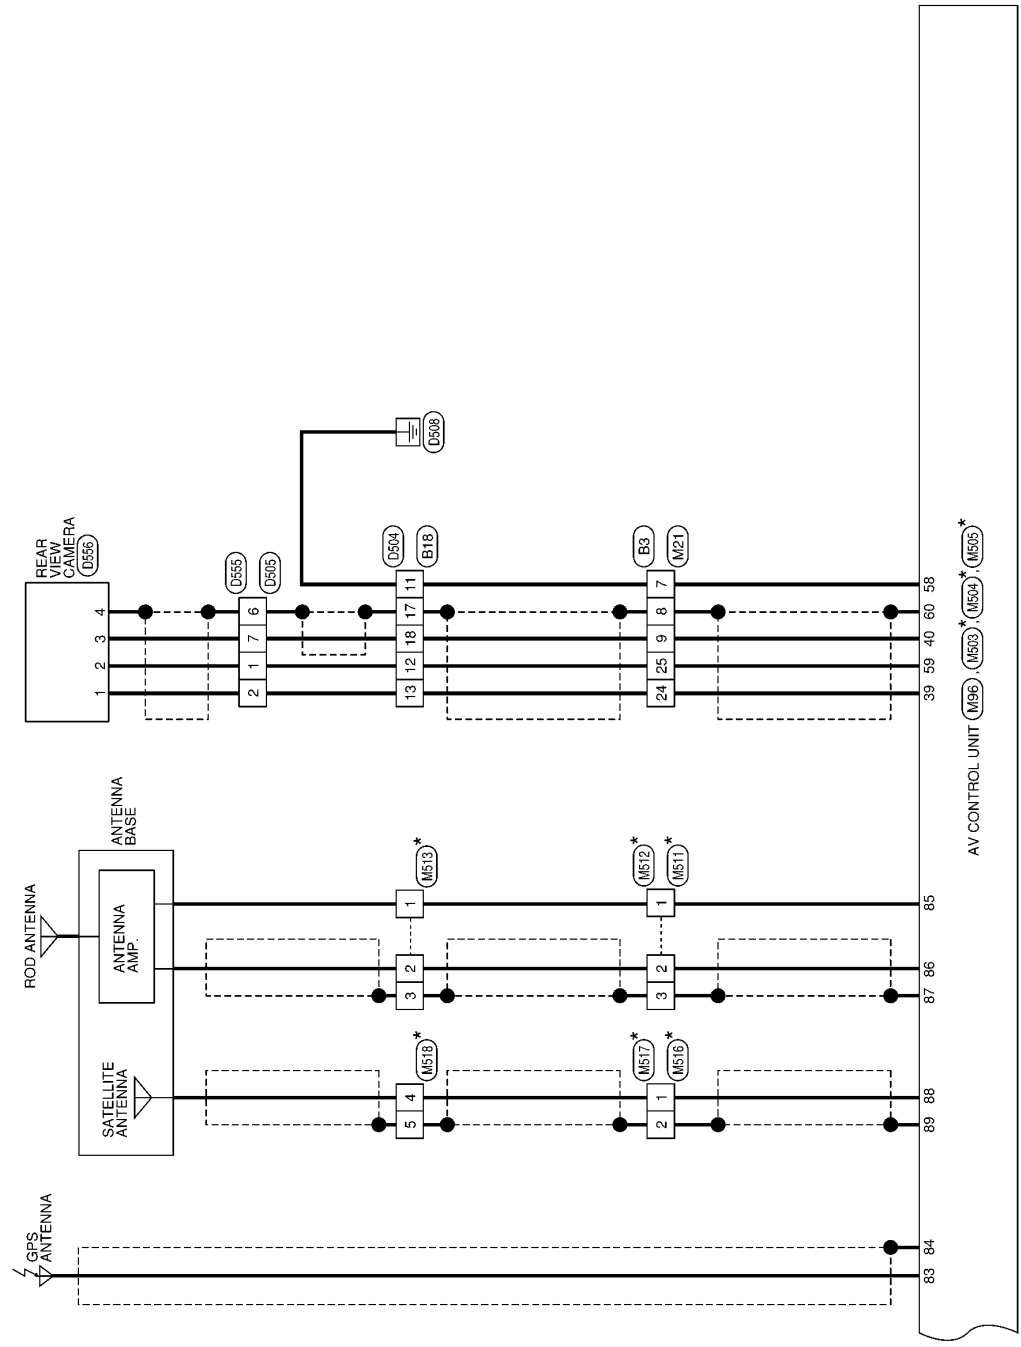 REAR
VIEW
CAMERA
D556
4
3
2
1
D555
D505
6
7
1
2
D508
D504
B18
11
17
18
12
13
B3
M21
7
8
9
25
24
58
60
40
59
39
ANTENNA
BASE
ROD ANTENNA
ANTENNA
AMP.
SATELLITE
ANTENNA
M513*
1
2
3
M512*
M511*
1
2
3
85
86
87
M518*
4
5
M517*
M516*
1
2
88
89
GPS
ANTENNA
84
83
AV CONTROL UNIT M96, M503*, M504*, M505*